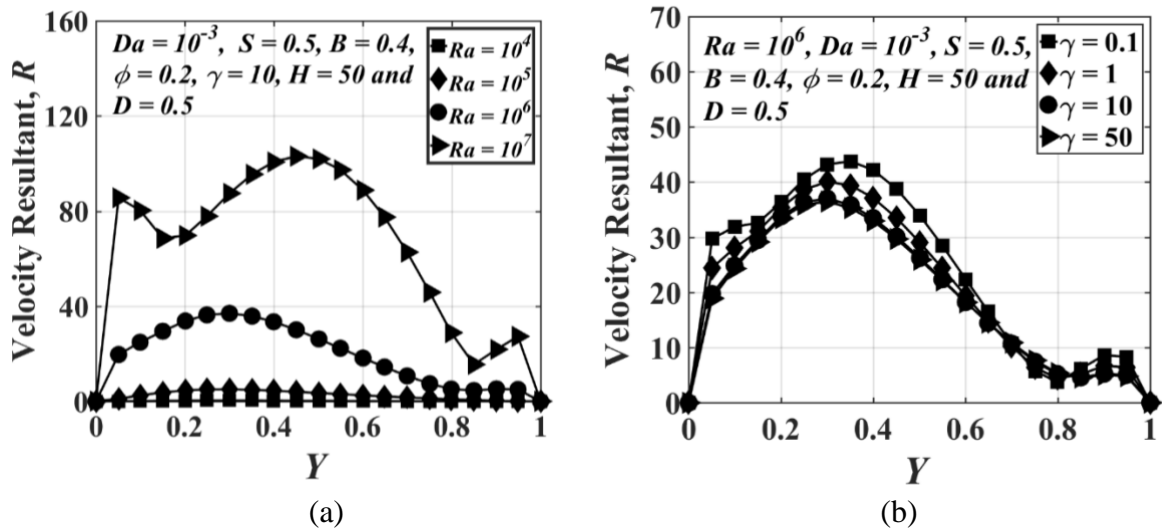 160
Da = 10^-3, S = 0.5, B = 0.4,
ϕ = 0.2, γ = 10, H = 50 and
D = 0.5
Ra = 10^4
Ra = 10^5
Ra = 10^6
Ra = 10^7
120
80
40
0
Velocity Resultant, R
0 0.2 0.4 0.6 0.8 1
Y
(a)
70
Ra = 10^6, Da = 10^-3, S = 0.5,
B = 0.4, ϕ = 0.2, H = 50 and
D = 0.5
γ = 0.1
γ = 1
γ = 10
γ = 50
60
50
40
30
20
10
0
Velocity Resultant, R
0 0.2 0.4 0.6 0.8 1
Y
(b)